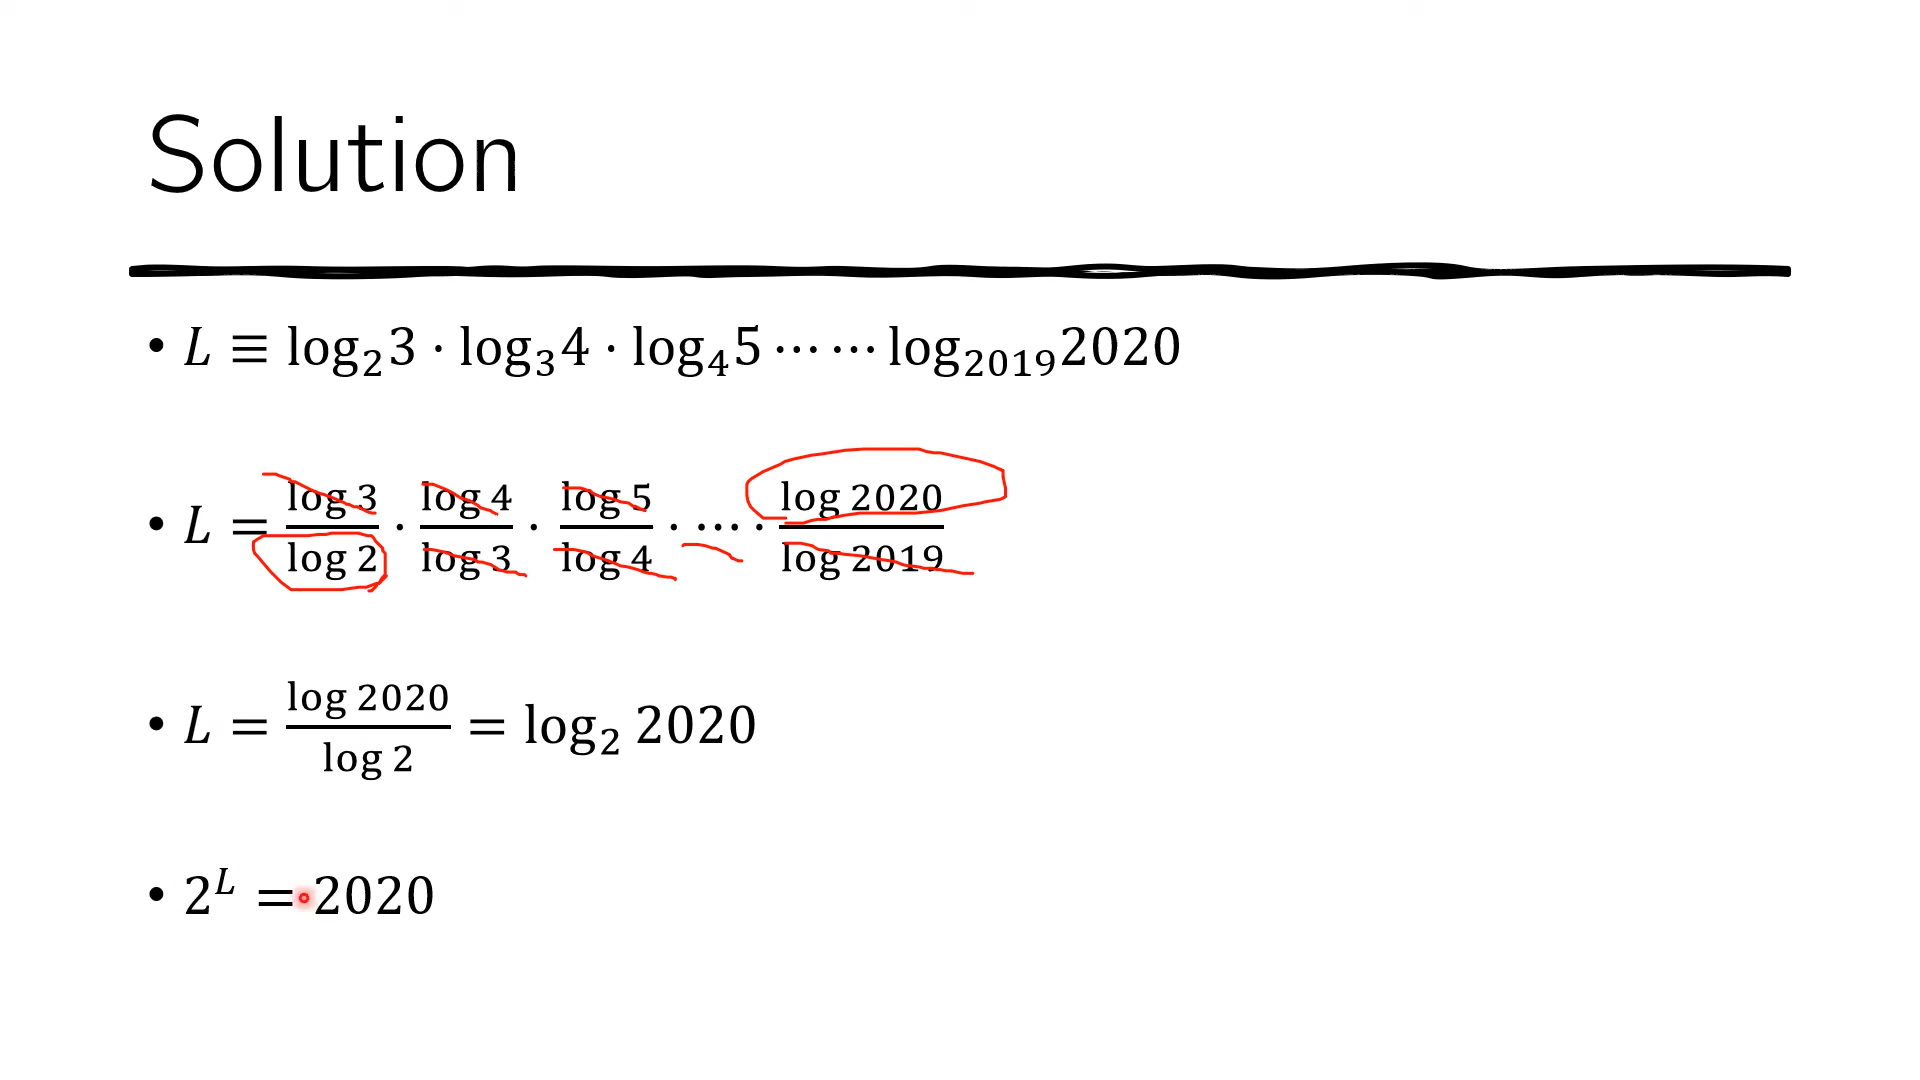 Solution
• L ≡ log₂3 · log₃4 · log₄5 ⋯ ⋯ log₂₀₁₉2020
• L = log 3/log 2 · log 4/log 3 · log 5/log 4 · … · log 2020/log 2019
• L = log 2020/log 2 = log₂ 2020
• 2^L = 2020